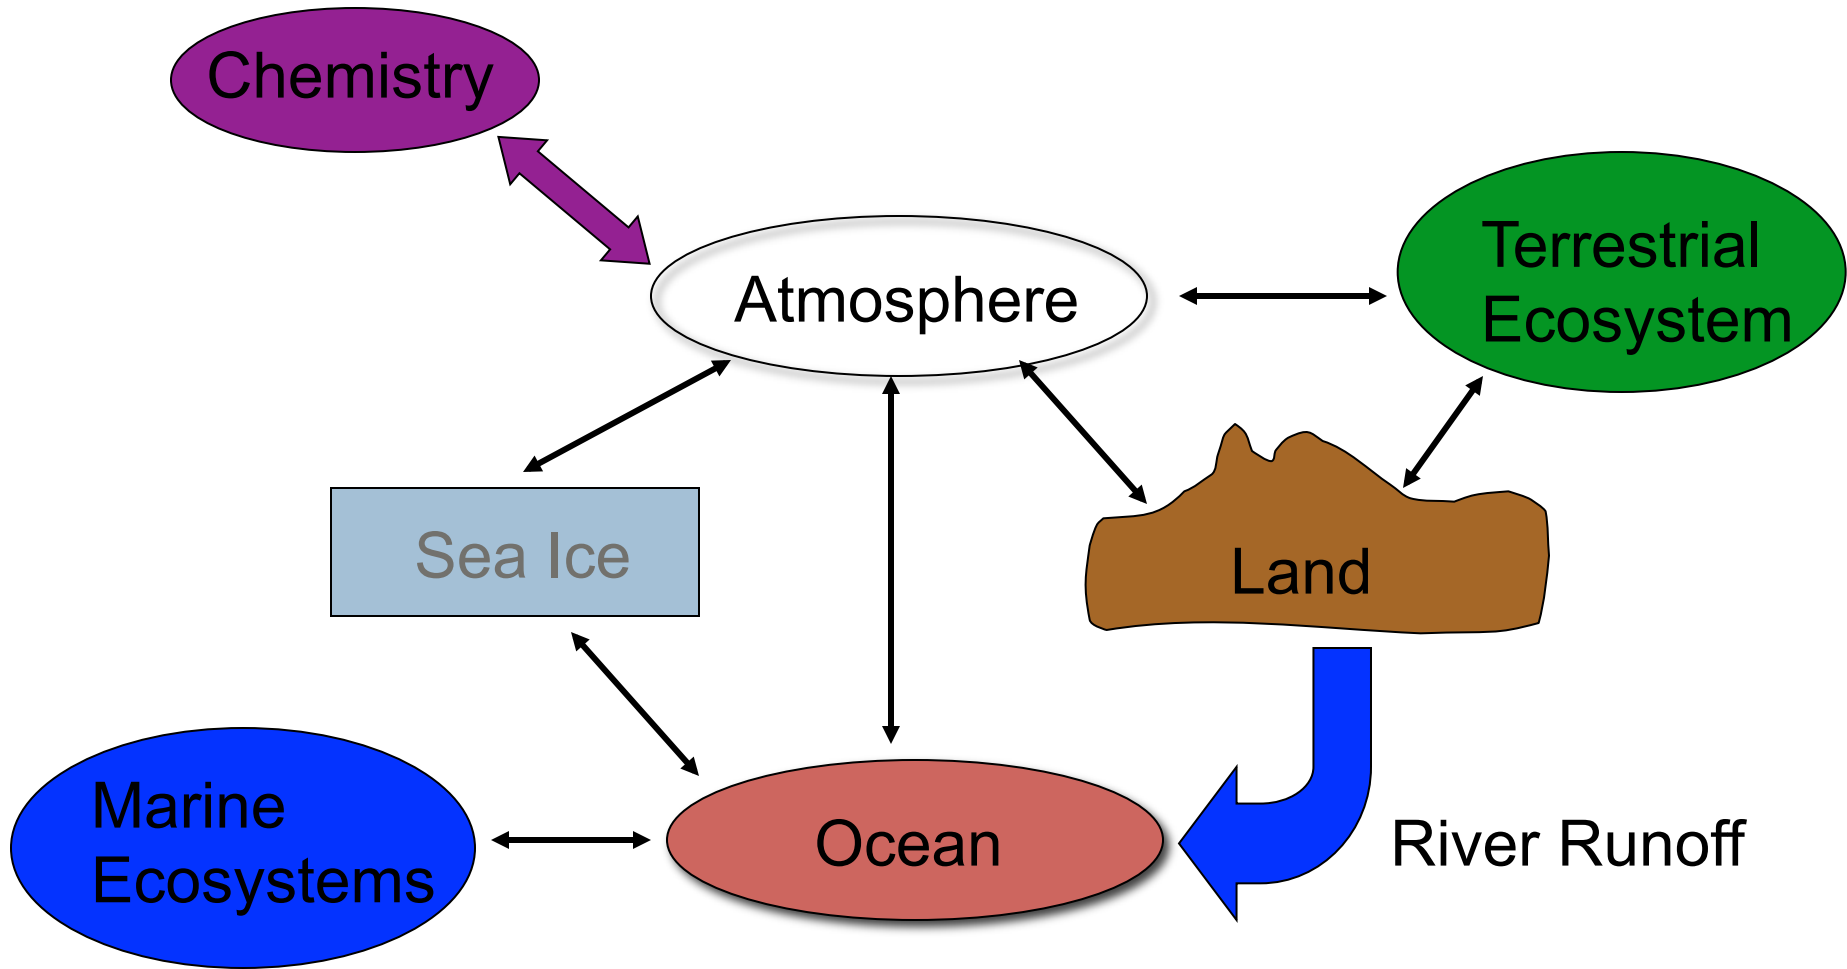 Chemistry
Atmosphere
Terrestrial
Ecosystem
Sea Ice
Land
Marine
Ecosystems
Ocean
River Runoff